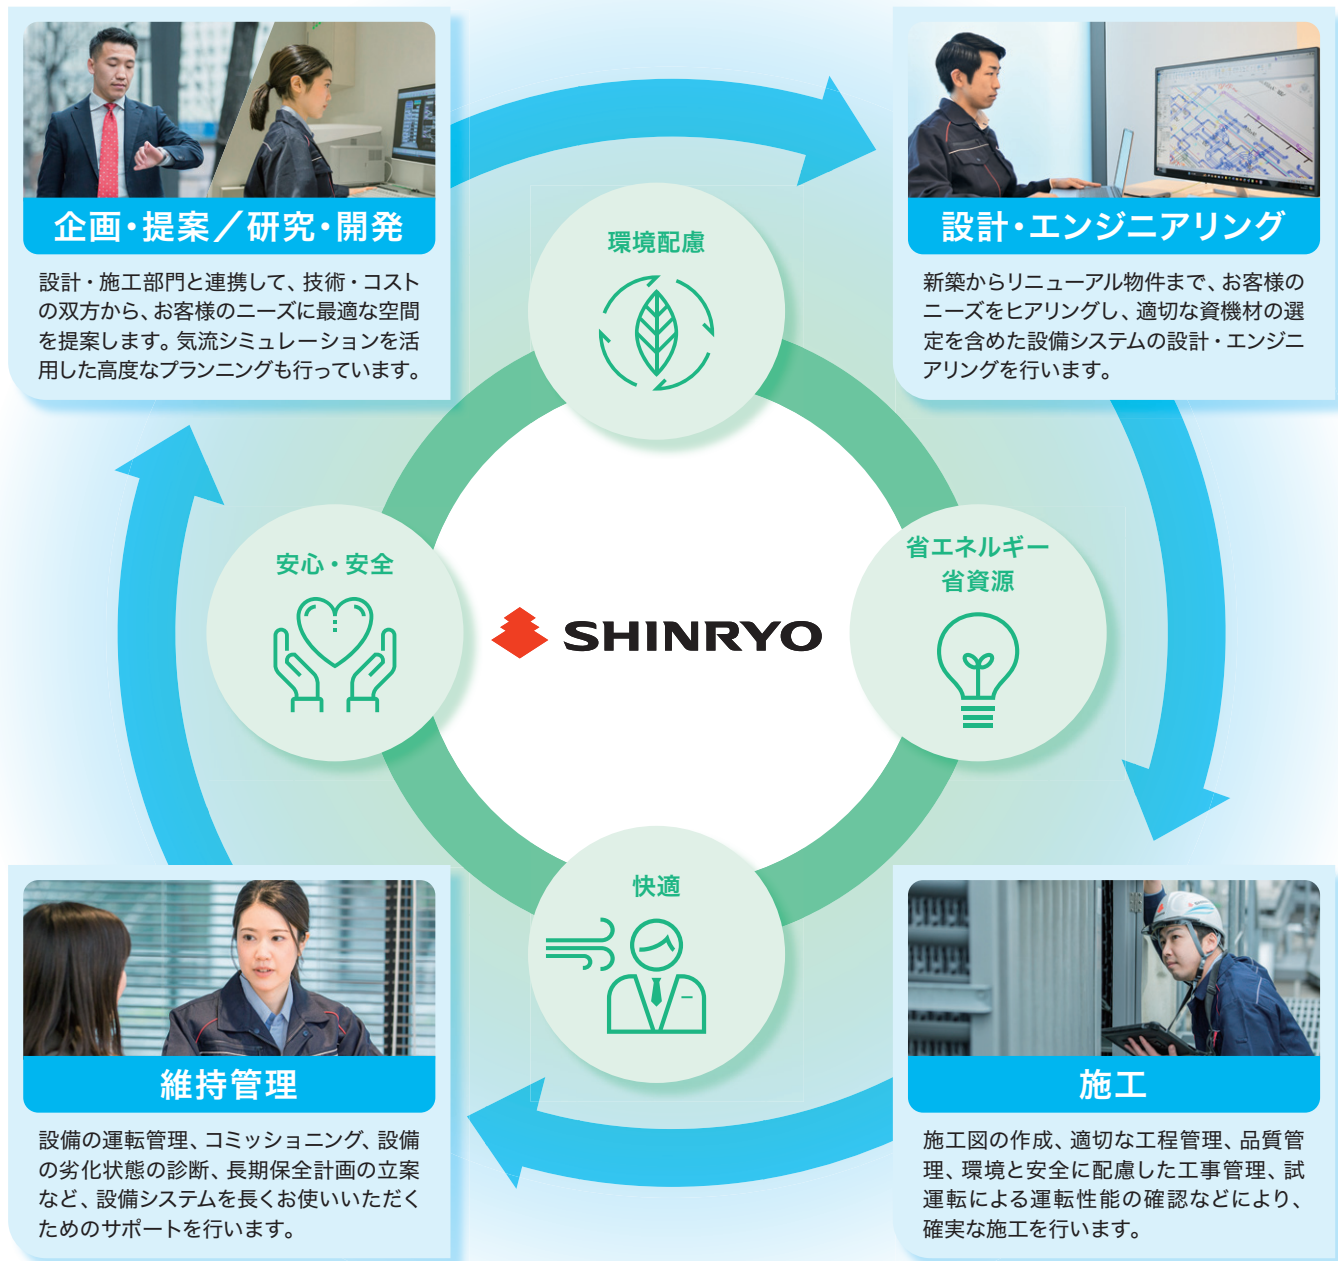 企画・提案／研究・開発
設計・施工部門と連携して、技術・コスト
の双方から、お客様のニーズに最適な空間
を提案します。気流シミュレーションを活
用した高度なプランニングも行っています。
設計・エンジニアリング
新築からリニューアル物件まで、お客様の
ニーズをヒアリングし、適切な資機材の選
定を含めた設備システムの設計・エンジニ
アリングを行います。
環境配慮
安心・安全
省エネルギー
省資源
SHINRYO
快適
維持管理
設備の運転管理、コミッショニング、設備
の劣化状態の診断、長期保全計画の立案
など、設備システムを長くお使いいただく
ためのサポートを行います。
施工
施工図の作成、適切な工程管理、品質管
理、環境と安全に配慮した工事管理、試
運転による運転性能の確認などにより、
確実な施工を行います。